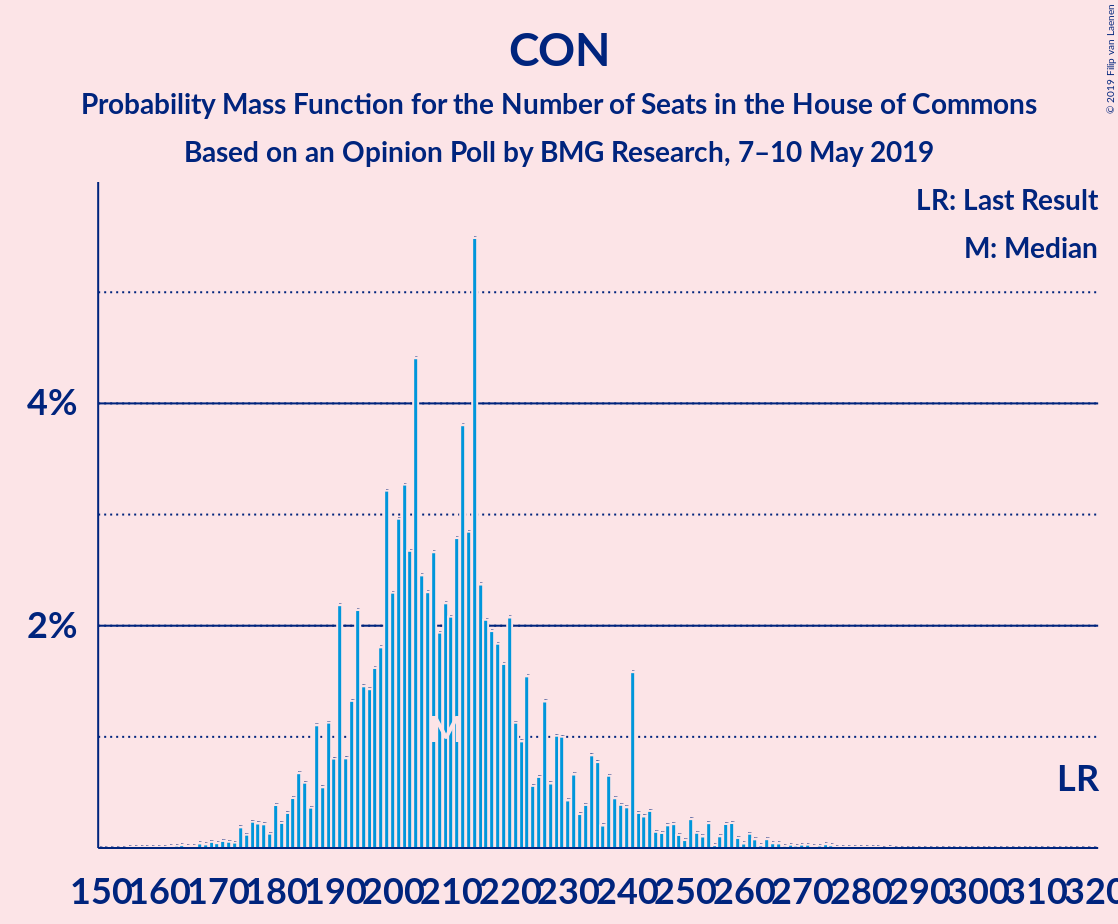 CON
Probability Mass Function for the Number of Seats in the House of Commons
Based on an Opinion Poll by BMG Research, 7–10 May 2019
© 2019 Filip van Laenen
LR: Last Result
M: Median
4%
2%
M
LR
150 160 170 180 190 200 210 220 230 240 250 260 270 280 290 300 310 320